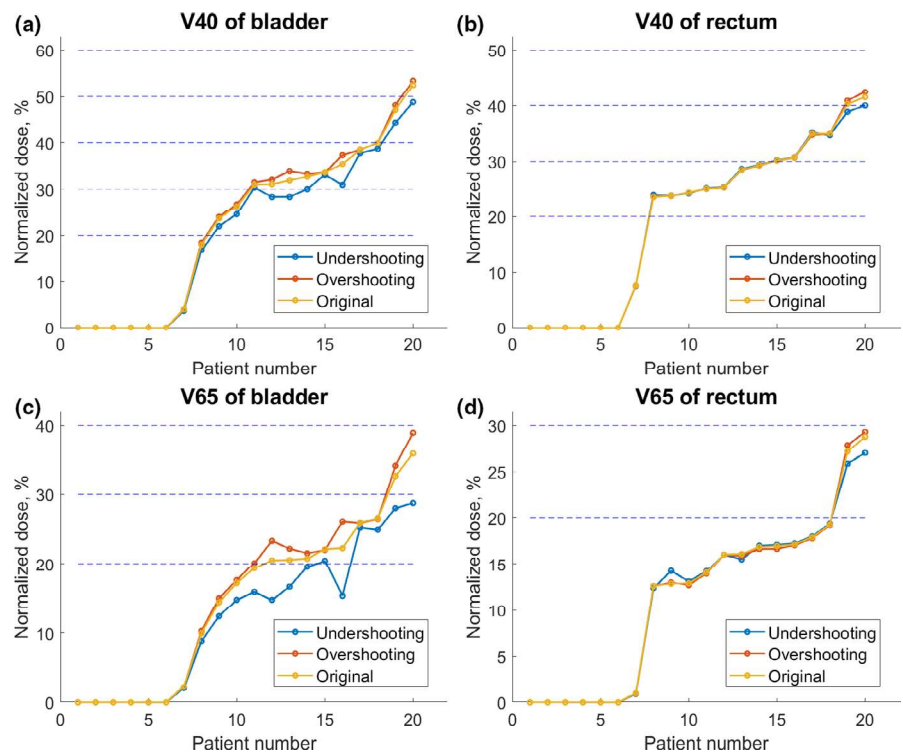 (a) V40 of bladder
Normalized dose, %
60
50
40
30
20
10
0
0 5 10 15 20
Patient number
Undershooting
Overshooting
Original
(b) V40 of rectum
Normalized dose, %
50
40
30
20
10
0
0 5 10 15 20
Patient number
Undershooting
Overshooting
Original
(c) V65 of bladder
Normalized dose, %
40
30
20
10
0
0 5 10 15 20
Patient number
Undershooting
Overshooting
Original
(d) V65 of rectum
Normalized dose, %
30
25
20
15
10
5
0
0 5 10 15 20
Patient number
Undershooting
Overshooting
Original